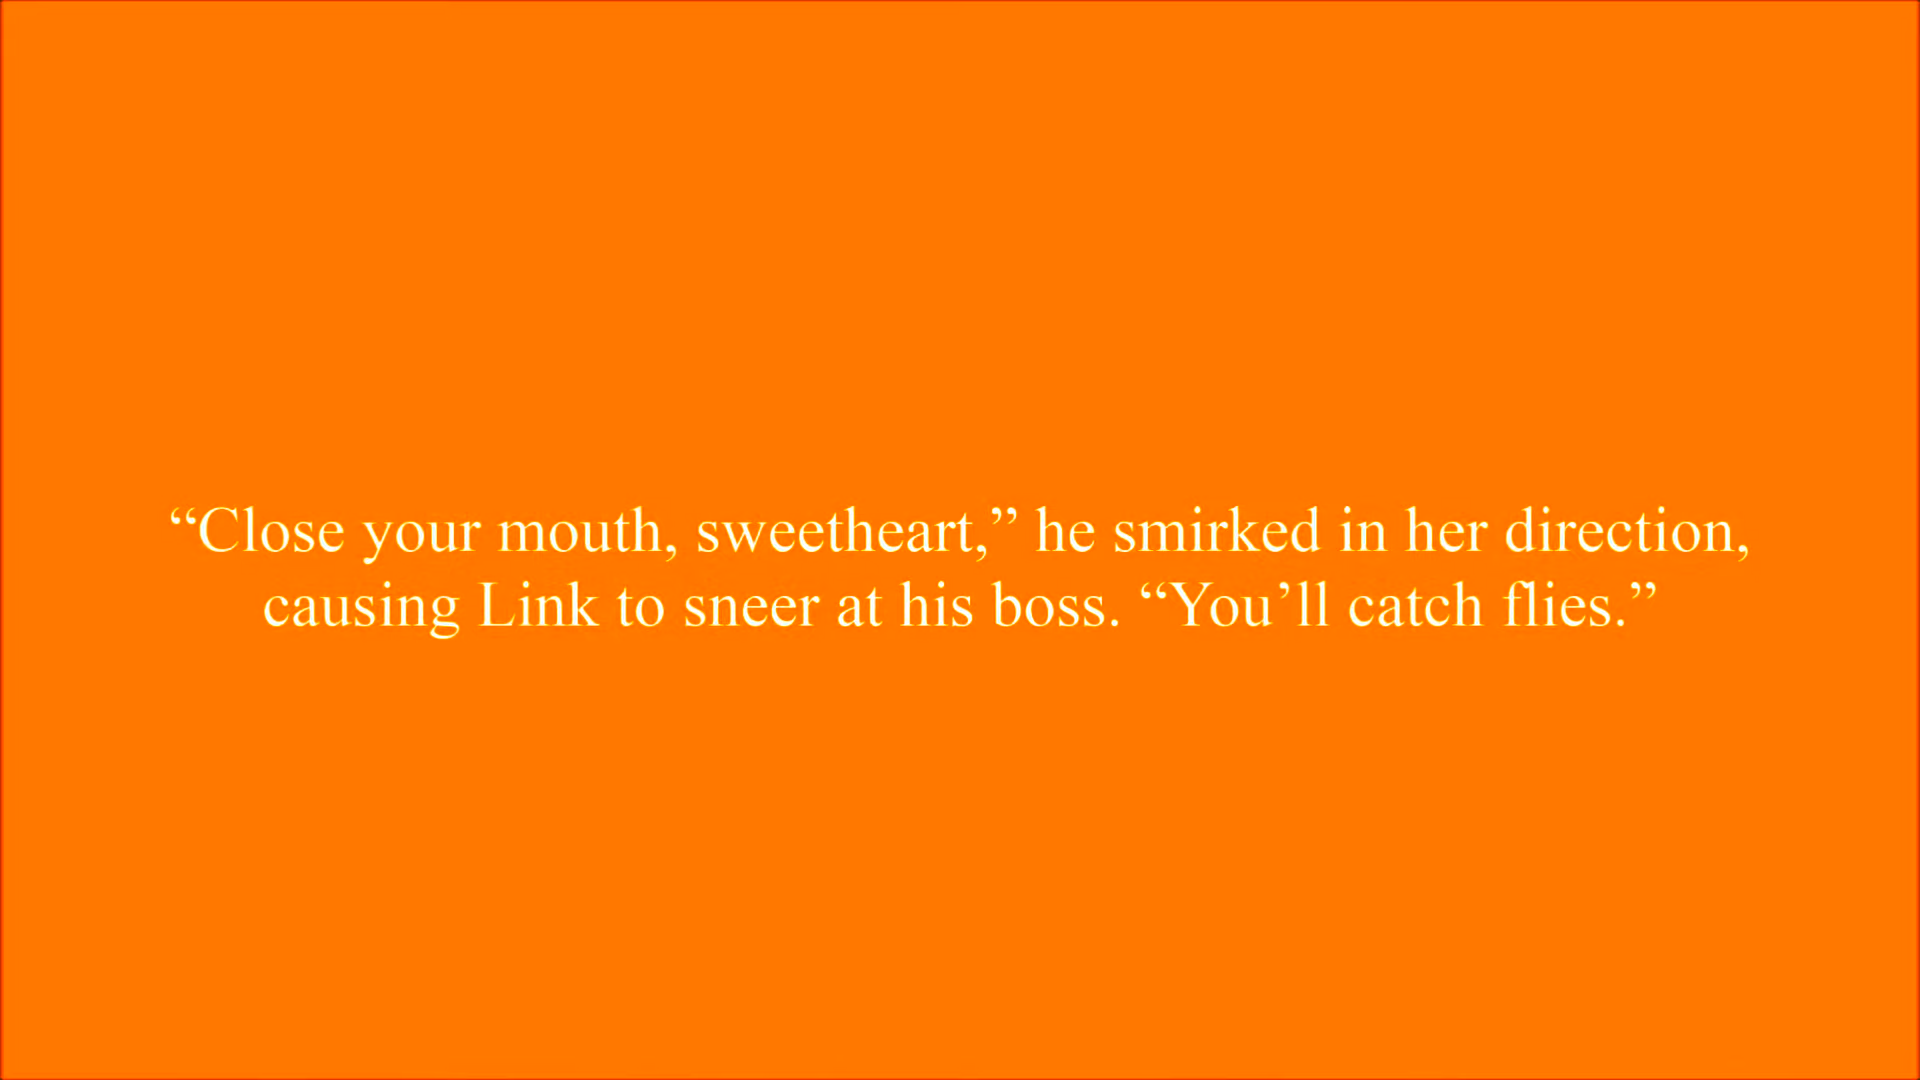 “Close your mouth, sweetheart,” he smirked in her direction,
causing Link to sneer at his boss. “You’ll catch flies.”